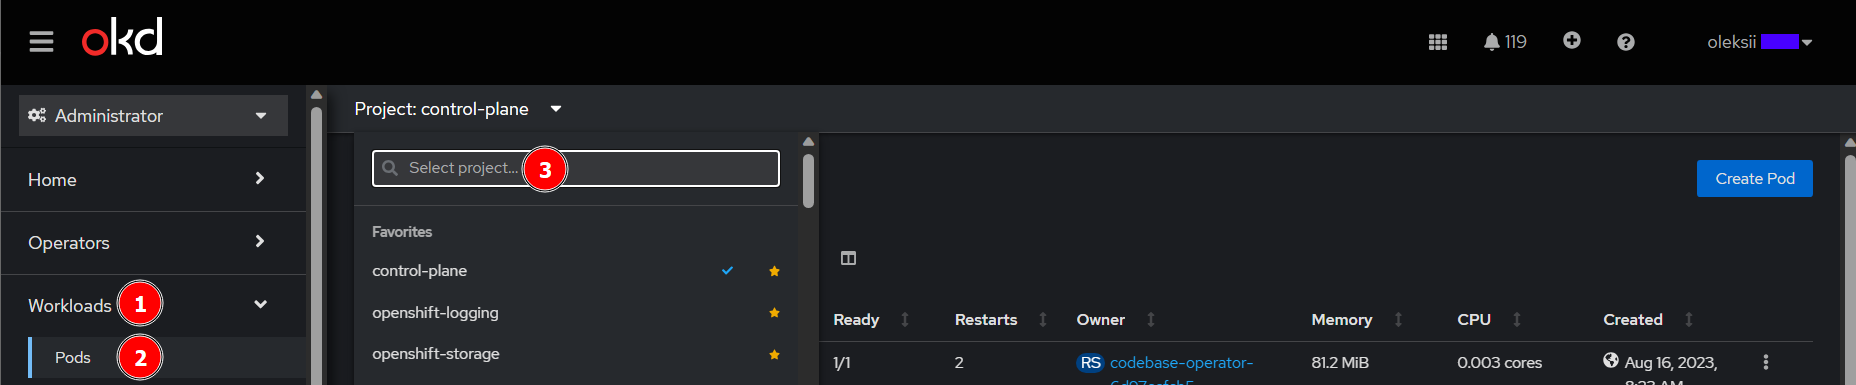 okd
119
oleksii
Administrator
Project: control-plane
Select project...
3
Home
Create Pod
Favorites
Operators
control-plane
Workloads
1
openshift-logging
Ready
Restarts
Owner
Memory
CPU
Created
Pods
2
openshift-storage
1/1
2
RS codebase-operator-
81.2 MiB
0.003 cores
Aug 16, 2023,